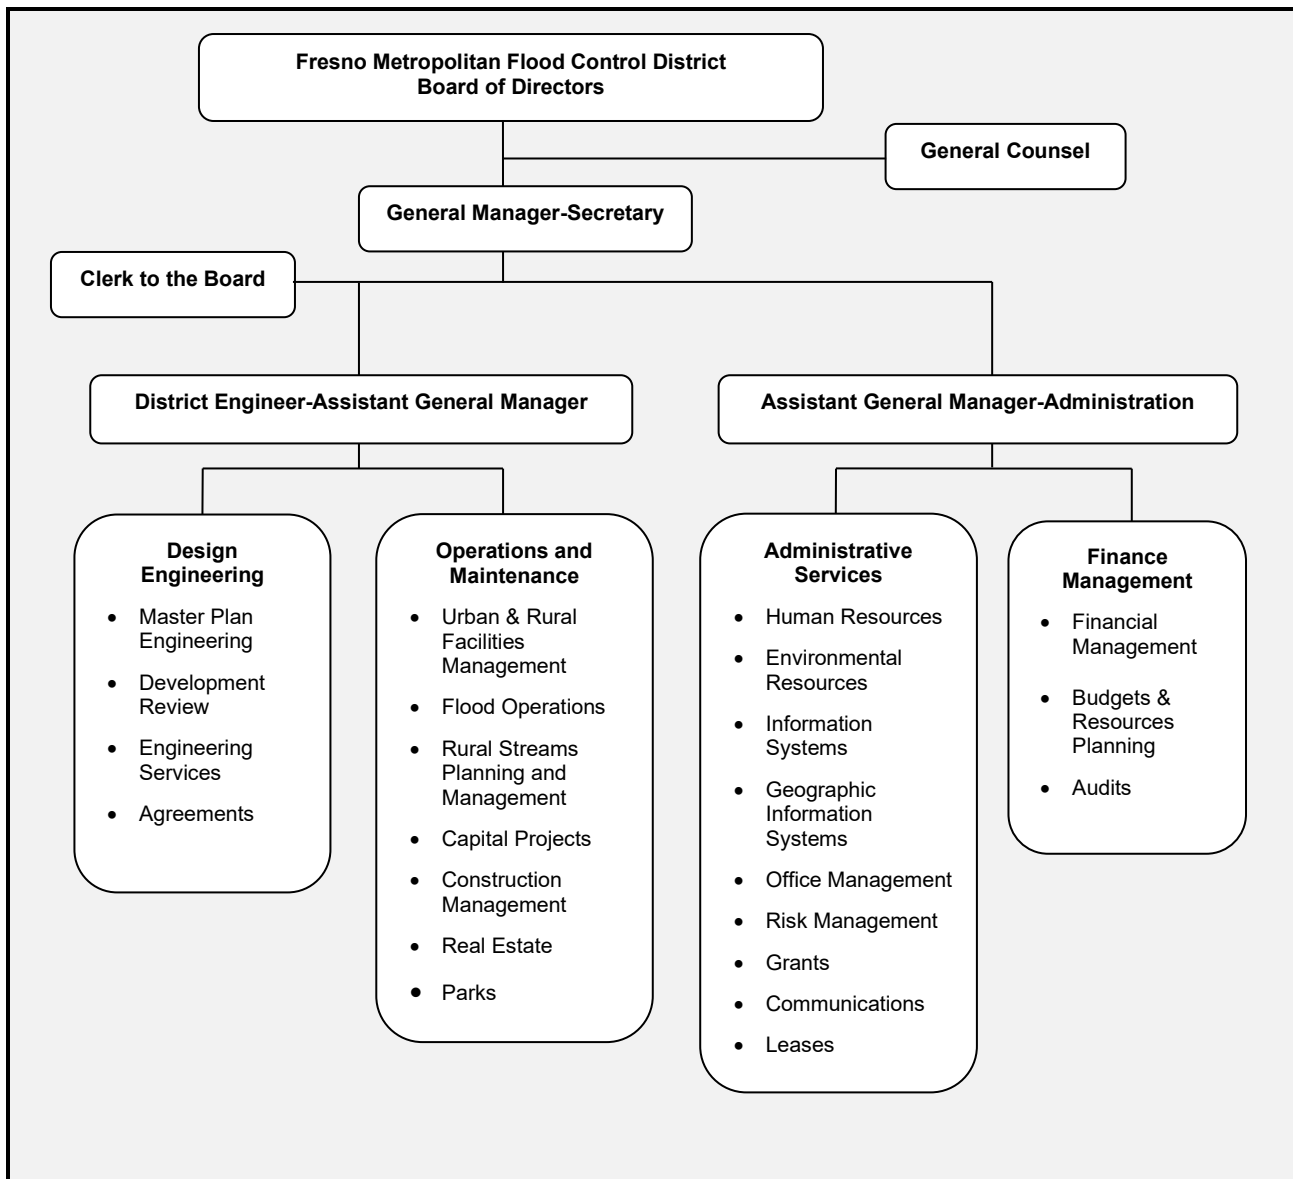 Fresno Metropolitan Flood Control District
Board of Directors
General Counsel
General Manager-Secretary
Clerk to the Board
District Engineer-Assistant General Manager
Assistant General Manager-Administration
Design
Engineering
• Master Plan
Engineering
• Development
Review
• Engineering
Services
• Agreements
Operations and
Maintenance
• Urban & Rural
Facilities
Management
• Flood Operations
• Rural Streams
Planning and
Management
• Capital Projects
• Construction
Management
• Real Estate
• Parks
Administrative
Services
• Human Resources
• Environmental
Resources
• Information
Systems
• Geographic
Information
Systems
• Office Management
• Risk Management
• Grants
• Communications
• Leases
Finance
Management
• Financial
Management
• Budgets &
Resources
Planning
• Audits